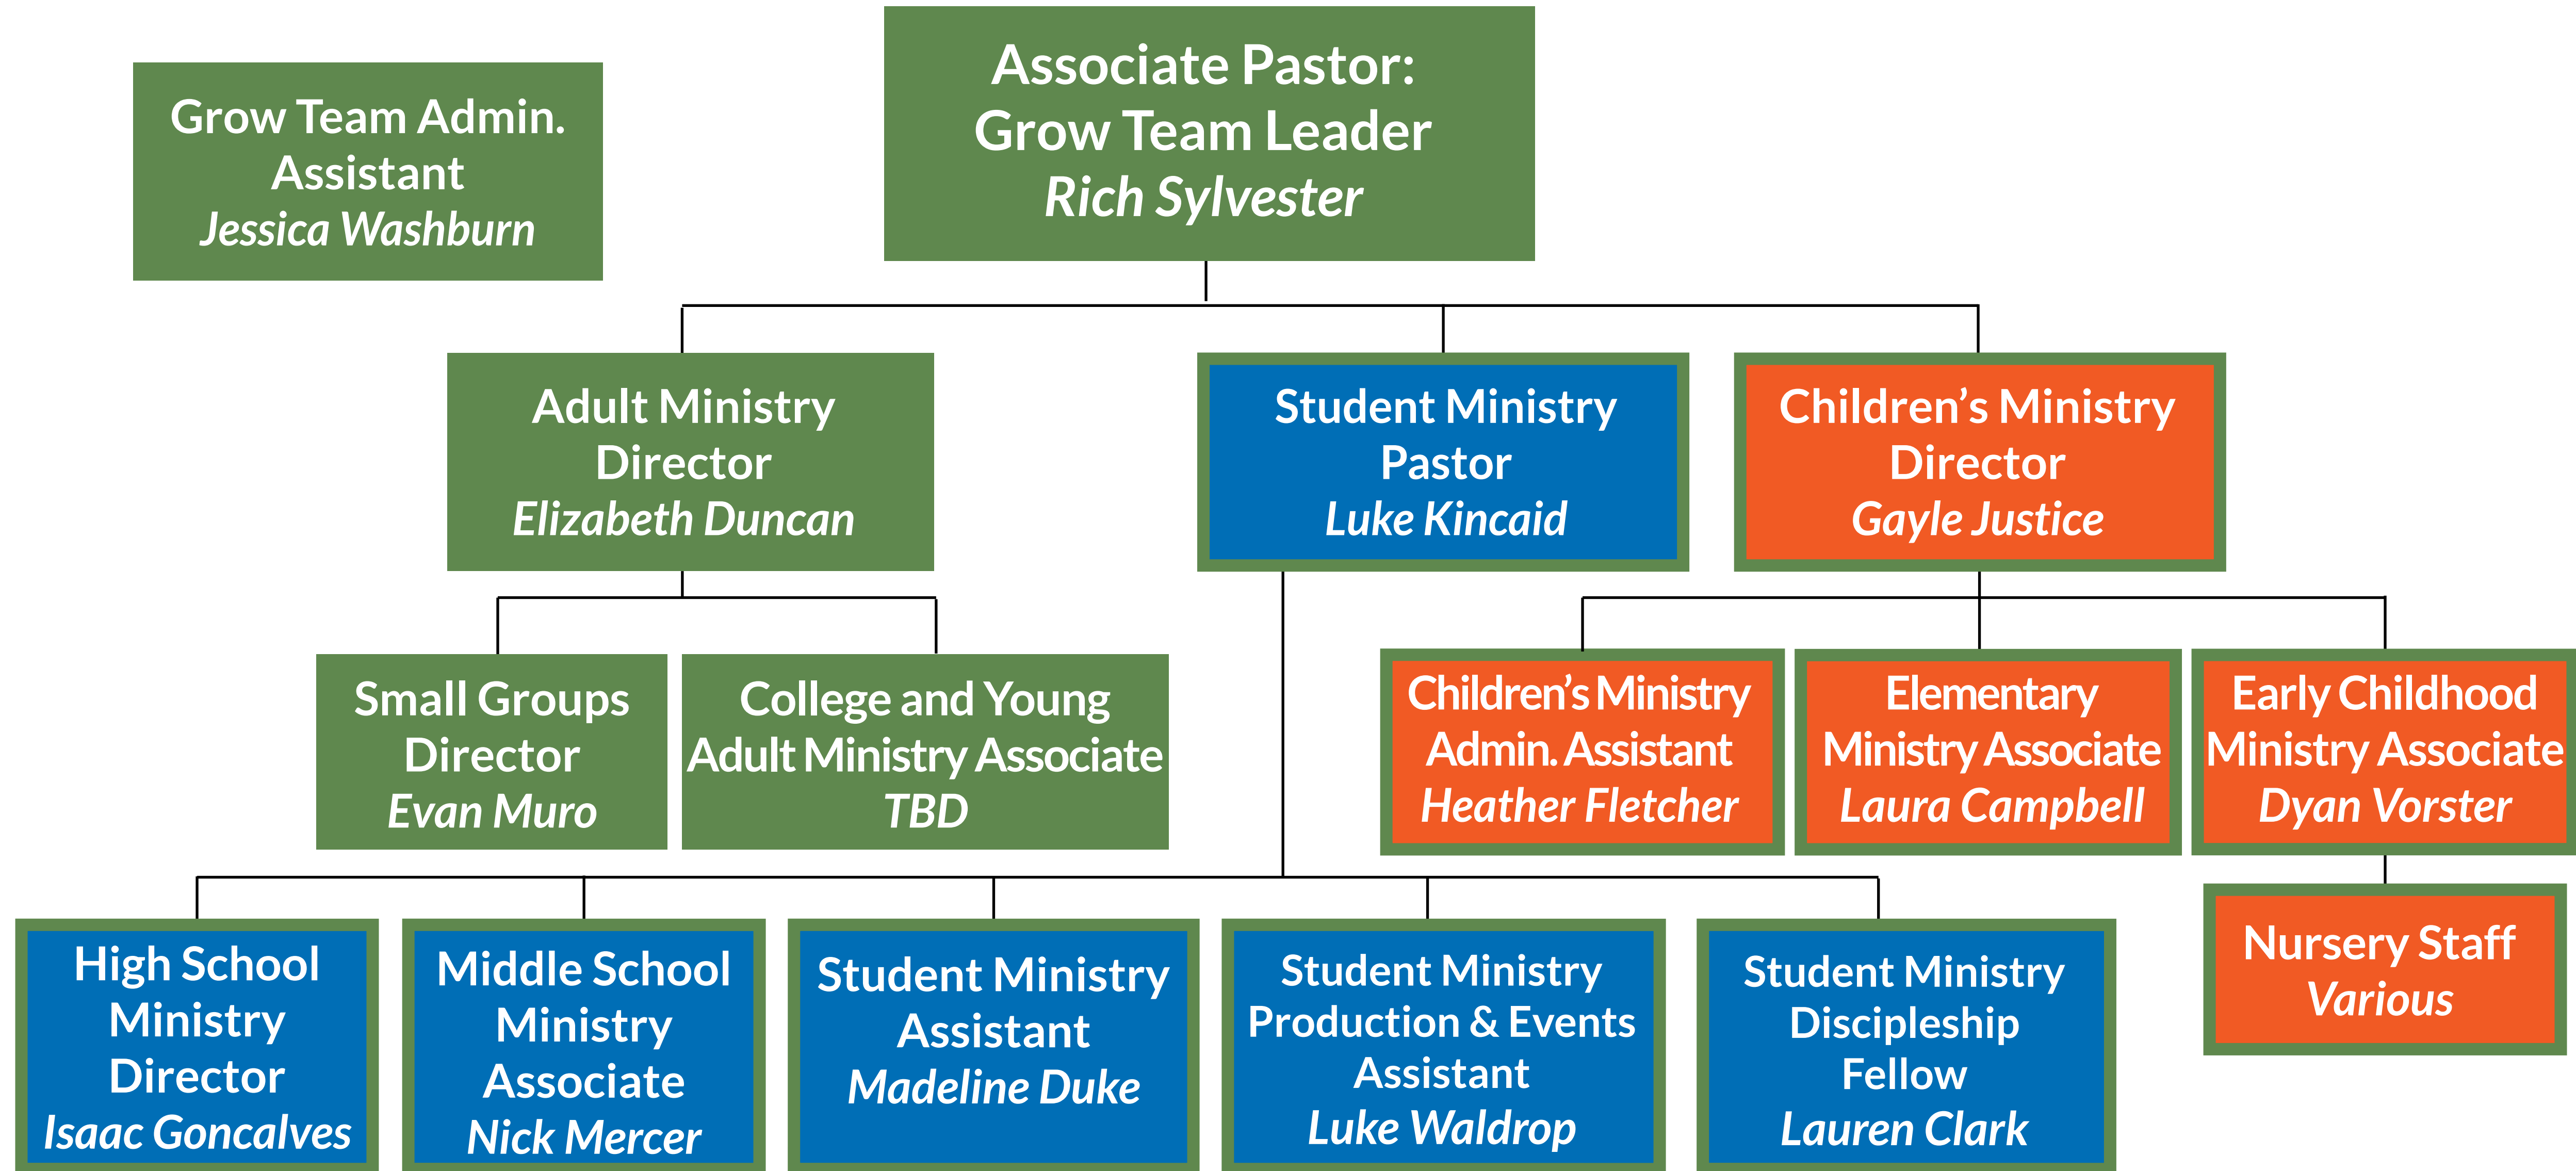 Grow Team Admin.
Assistant
Jessica Washburn
Associate Pastor:
Grow Team Leader
Rich Sylvester
Adult Ministry
Director
Elizabeth Duncan
Student Ministry
Pastor
Luke Kincaid
Children’s Ministry
Director
Gayle Justice
Small Groups
Director
Evan Muro
College and Young
Adult Ministry Associate
TBD
Children’s Ministry
Admin. Assistant
Heather Fletcher
Elementary
Ministry Associate
Laura Campbell
Early Childhood
Ministry Associate
Dyan Vorster
High School
Ministry
Director
Isaac Goncalves
Middle School
Ministry
Associate
Nick Mercer
Student Ministry
Assistant
Madeline Duke
Student Ministry
Production & Events
Assistant
Luke Waldrop
Student Ministry
Discipleship
Fellow
Lauren Clark
Nursery Staff
Various